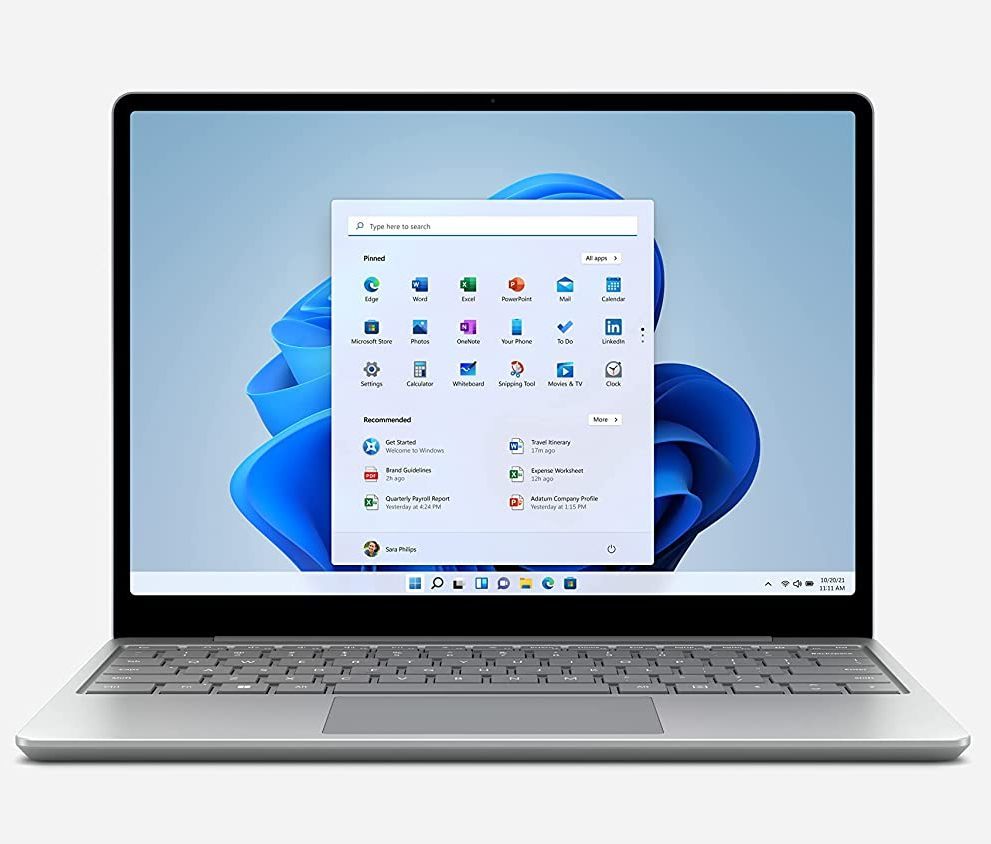 Type here to search
Pinned
All apps >
Edge Word Excel PowerPoint Mail Calendar
Microsoft Store Photos OneNote Your Phone To Do LinkedIn
Settings Calculator Whiteboard Snipping Tool Movies & TV Clock
Recommended
More >
Get Started
Welcome to Windows
Travel Itinerary
17m ago
Brand Guidelines
2h ago
Expense Worksheet
12h ago
Quarterly Payroll Report
Yesterday at 4:24 PM
Adatum Company Profile
Yesterday at 1:15 PM
Sara Philips
10/20/21
11:11 AM